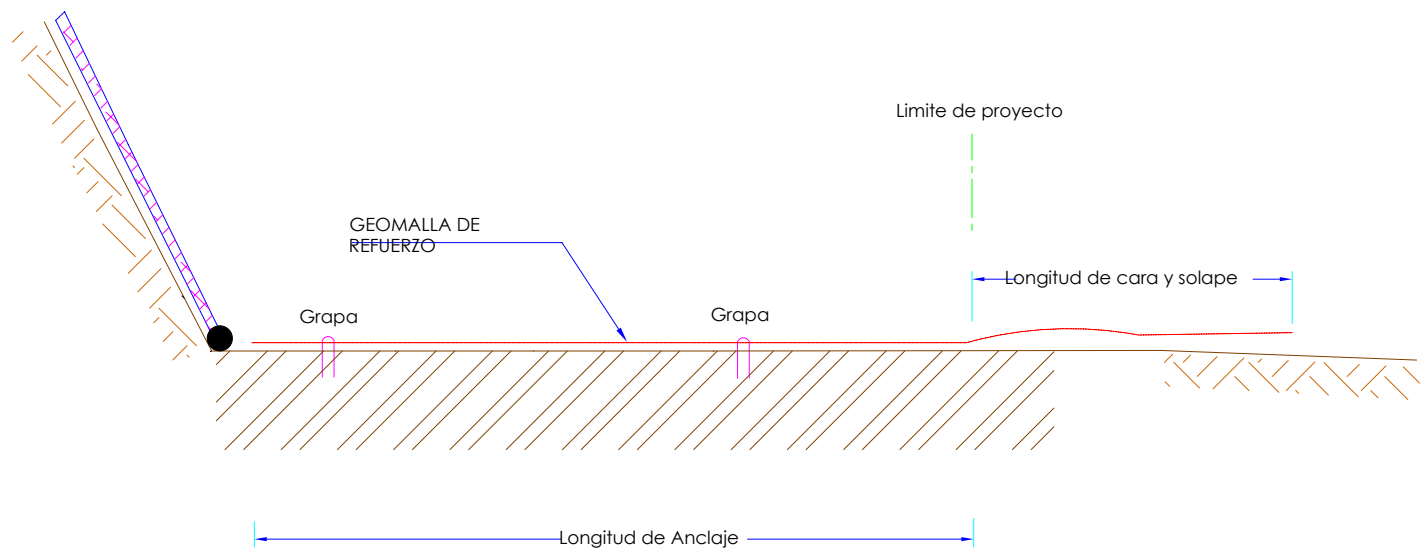 Limite de proyecto
GEOMALLA DE
REFUERZO
Longitud de cara y solape
Grapa
Grapa
Longitud de Anclaje